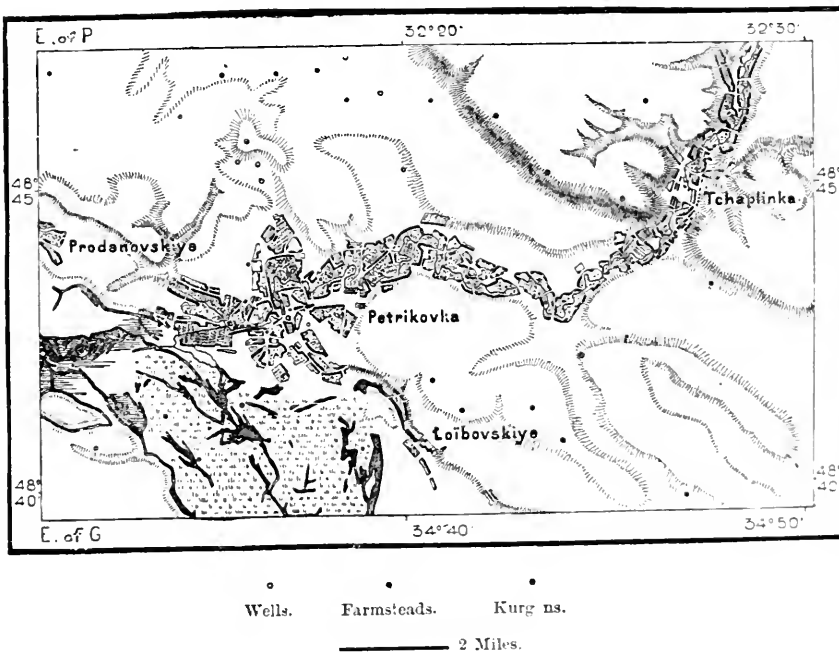 E. of P 32°20' 32°30'
48° 45' 48° 45'
Tchaplinka
Prodanovskiye
Petrikovka
Loibovskiye
48° 40' 48° 40'
E. of G 34°40' 34°50'
Wells. Farmsteads. Kurg ns.
2 Miles.